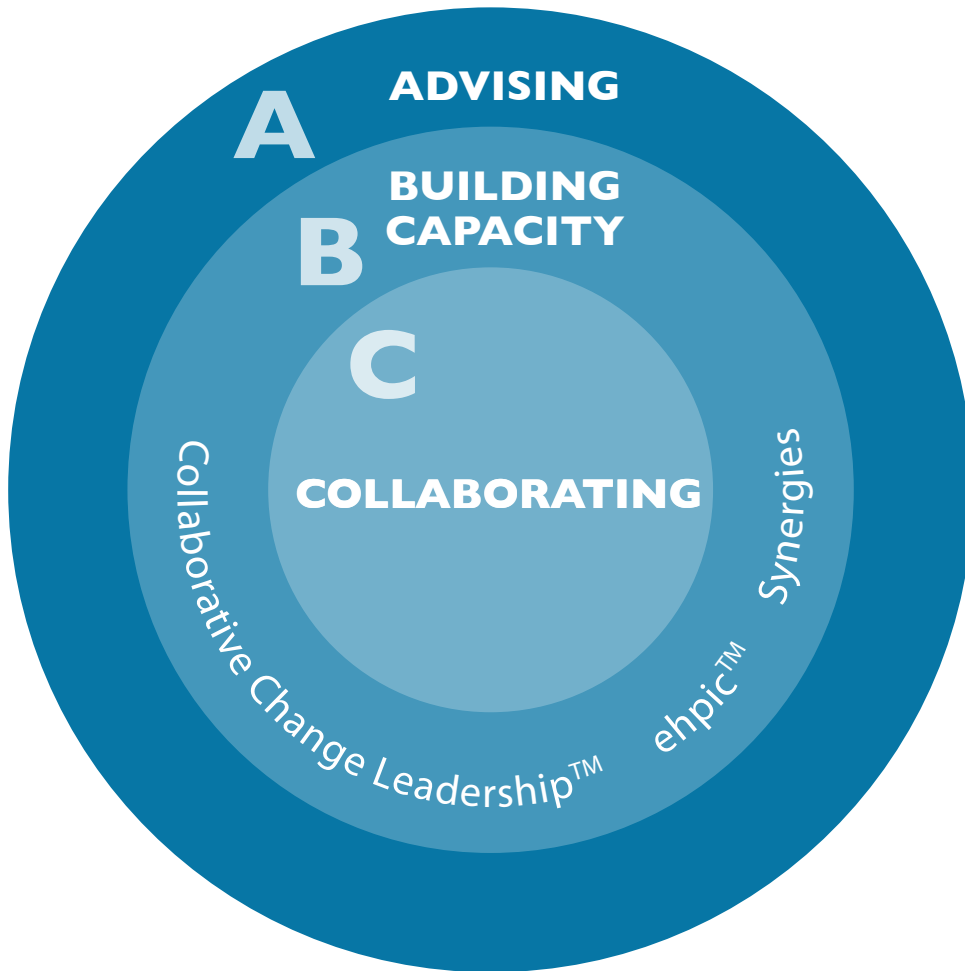 A
ADVISING
B
BUILDING
CAPACITY
C
COLLABORATING
Collaborative Change Leadership™
ehpic™
Synergies